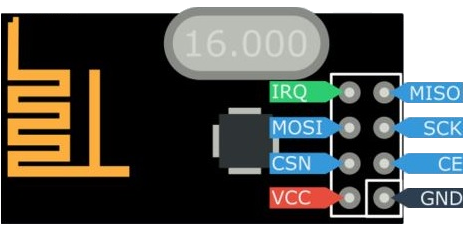 16.000
IRQ MISO
MOSI SCK
CSN CE
VCC GND